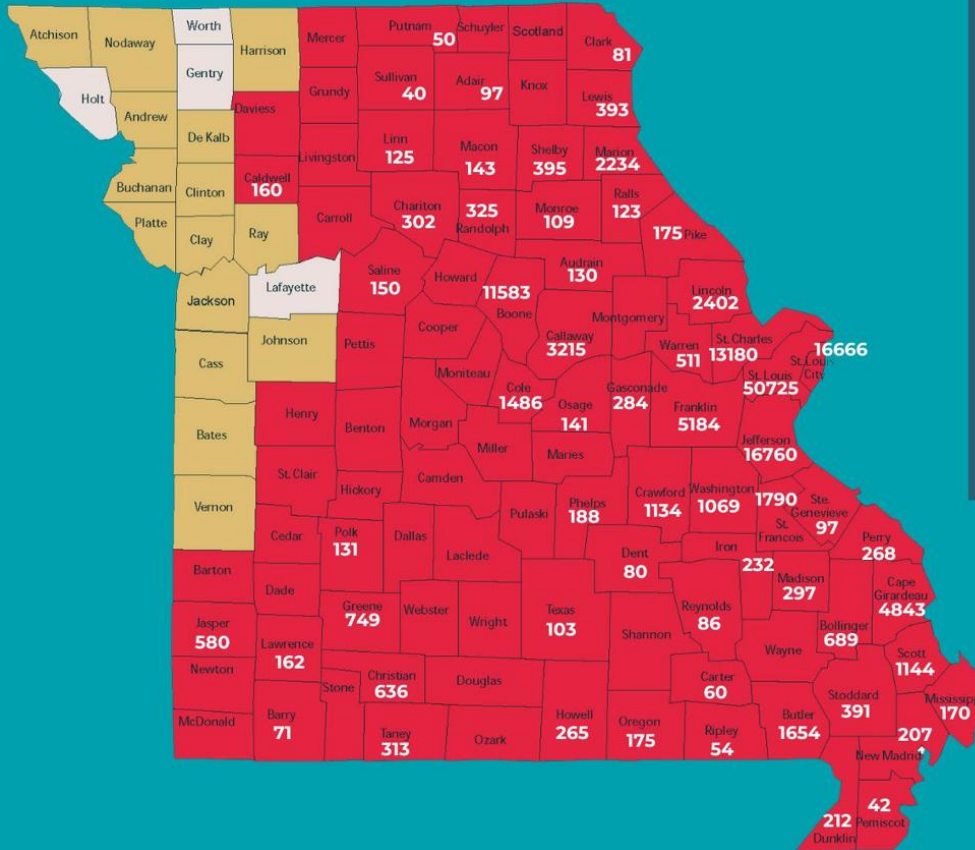 Atchison
Nodaway
Worth
Harrison
Mercer
Putnam
50
Schuyler
Scotland
Clark
81
Gentry
Holt
Andrew
De Kalb
Daviess
Grundy
Sullivan
40
Adair
97
Knox
Lewis
393
Buchanan
Clinton
Caldwell
160
Livingston
Linn
125
Macon
143
Shelby
395
Marion
2234
Platte
Clay
Ray
Carroll
Chariton
302
325
Randolph
Monroe
109
Ralls
123
175 Pike
Jackson
Lafayette
Saline
150
Howard
11583
Boone
Audrain
130
Montgomery
Lincoln
2402
Cass
Johnson
Pettis
Cooper
Moniteau
Callaway
3215
Warren
511
St. Charles
13180
St. Louis
City
16666
St. Louis
50725
Bates
Henry
Benton
Morgan
Cole
1486
Osage
141
Gasconade
284
Franklin
5184
Jefferson
16760
Miller
Maries
Vernon
St. Clair
Hickory
Camden
Pulaski
Phelps
188
Crawford
1134
Washington
1069
1790
St.
Francois
Ste.
Genevieve
97
Perry
268
Barton
Cedar
Polk
131
Dallas
Laclede
Dent
80
Iron
232
Madison
297
Cape
Girardeau
4843
Jasper
580
Dade
Greene
749
Webster
Wright
Texas
103
Shannon
Reynolds
86
Wayne
Bollinger
689
Scott
1144
Newton
Lawrence
162
Stone
Christian
636
Douglas
Carter
60
Stoddard
391
Mississip
170
McDonald
Barry
71
Taney
313
Ozark
Howell
265
Oregon
175
Ripley
54
Butler
1654
207
New Madrid
212
Dunklin
42
Pemiscot